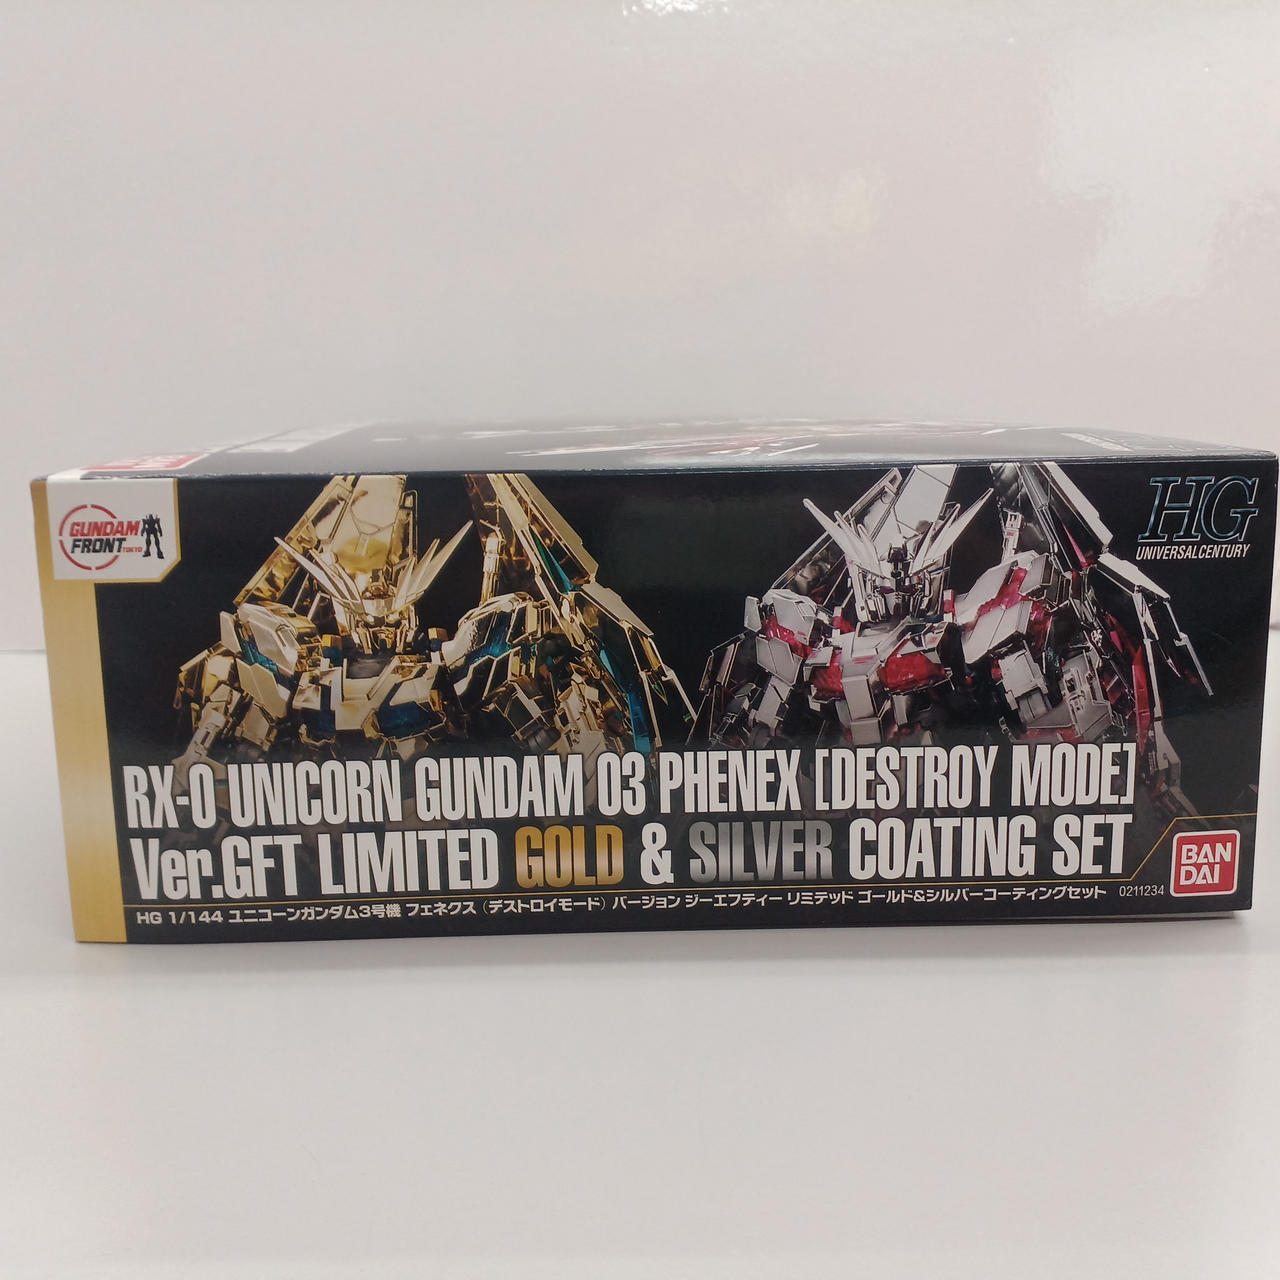 GUNDAM
FRONT TOKYO
HG
UNIVERSAL CENTURY
RX-0 UNICORN GUNDAM 03 PHENEX [DESTROY MODE]
Ver.GFT LIMITED GOLD & SILVER COATING SET
HG 1/144 ユニコーンガンダム3号機 フェネクス (デストロイモード) バージョン ジーエフティー リミテッド ゴールド&シルバーコーティングセット
0211234
BAN
DAI